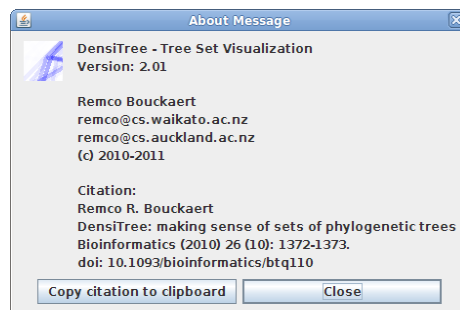 About Message
DensiTree - Tree Set Visualization
Version: 2.01
Remco Bouckaert
remco@cs.waikato.ac.nz
remco@cs.auckland.ac.nz
(c) 2010-2011
Citation:
Remco R. Bouckaert
DensiTree: making sense of sets of phylogenetic trees
Bioinformatics (2010) 26 (10): 1372-1373.
doi: 10.1093/bioinformatics/btq110
Copy citation to clipboard
Close